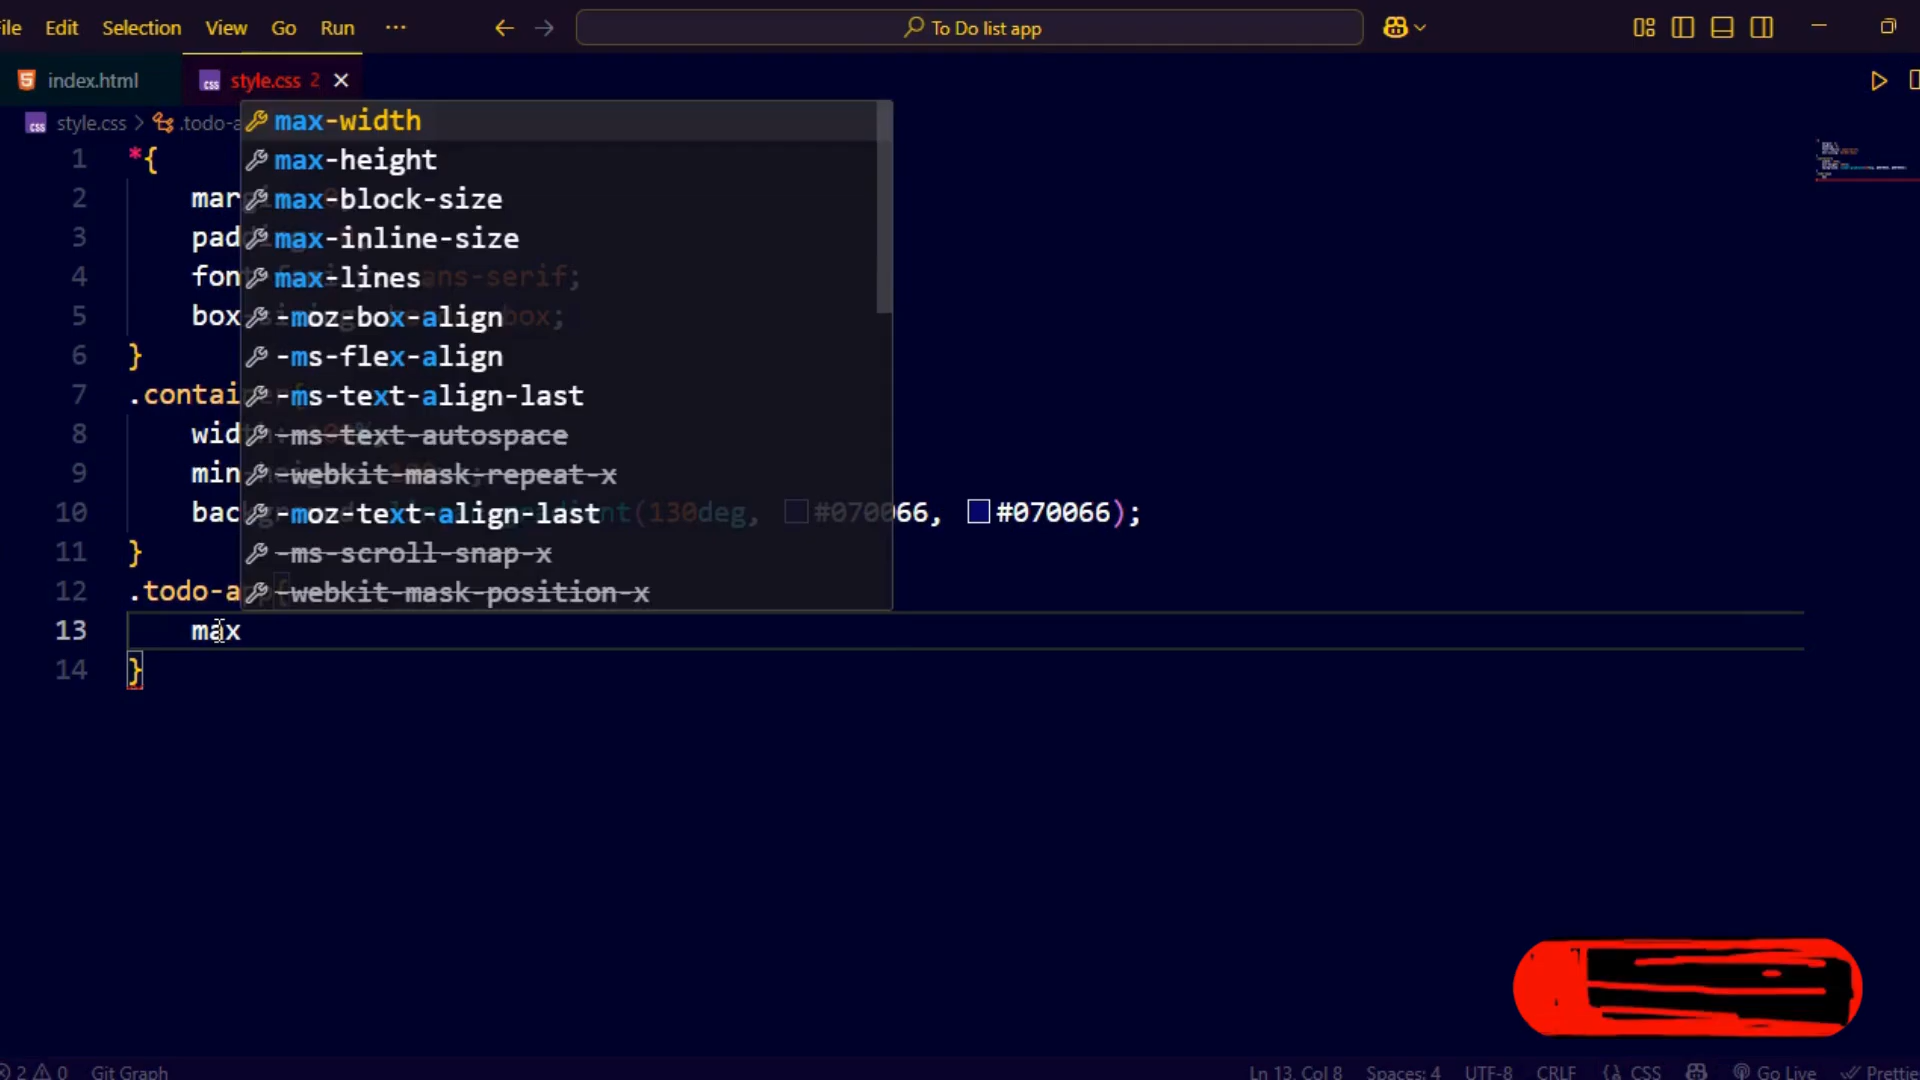 ile Edit Selection View Go Run ··· To Do list app
index.html style.css 2
style.css > .todo-a
1 *{
2 mar
3 pad
4 fon ans-serif;
5 box box;
6 }
7 .contai
8 wid
9 min
10 bac (130deg, #070066, #070066);
11 }
12 .todo-a
13 max
14 }
max-width
max-height
max-block-size
max-inline-size
max-lines
-moz-box-align
-ms-flex-align
-ms-text-align-last
-ms-text-autospace
-webkit-mask-repeat-x
-moz-text-align-last
-ms-scroll-snap-x
-webkit-mask-position-x
2 0 Git Graph Ln 13, Col 8 Spaces: 4 UTF-8 CRLF {} CSS Go Live Prettie